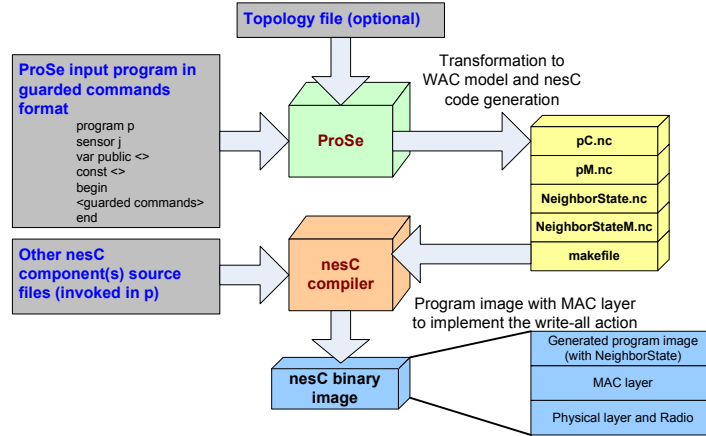 Topology file (optional)
ProSe input program in
guarded commands
format
program p
sensor j
var public <>
const <>
begin
<guarded commands>
end
ProSe
Transformation to
WAC model and nesC
code generation
pC.nc
pM.nc
NeighborState.nc
NeighborStateM.nc
makefile
Other nesC
component(s) source
files (invoked in p)
nesC
compiler
Program image with MAC layer
to implement the write-all action
nesC binary
image
Generated program image
(with NeighborState)
MAC layer
Physical layer and Radio